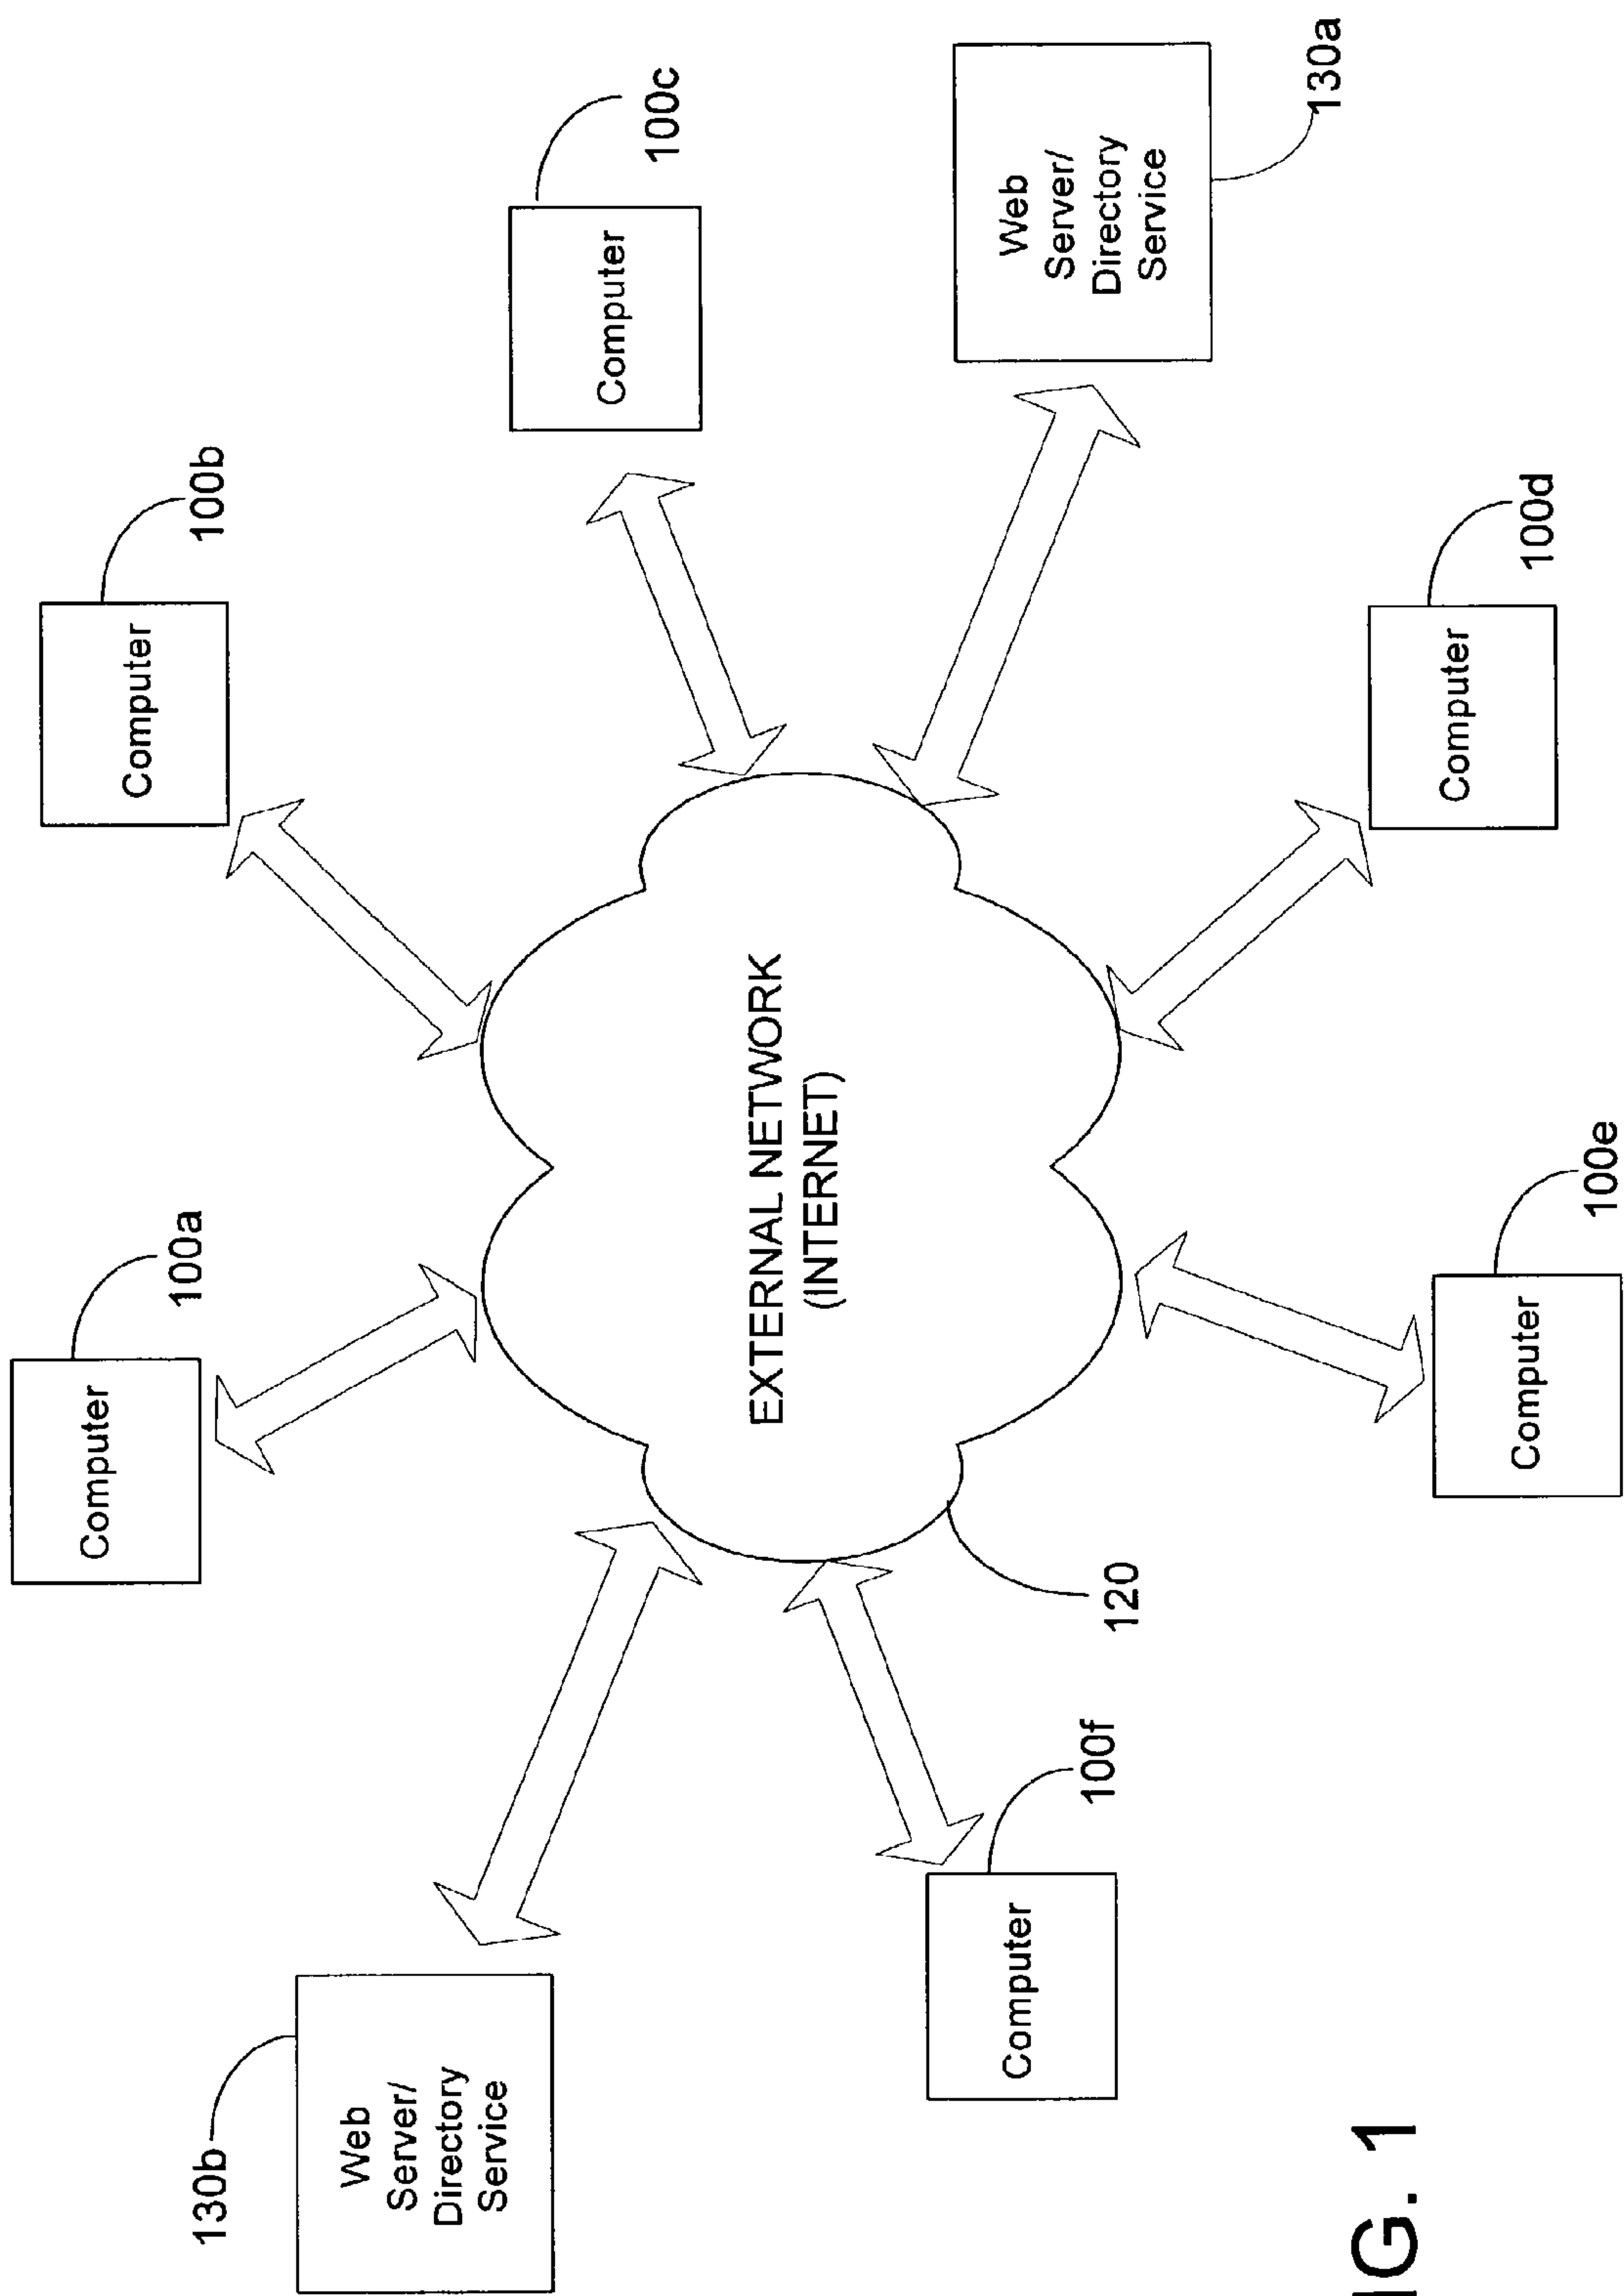 130b
Web
Server/
Directory
Service
Computer
100a
Computer
100b
Computer
100c
EXTERNAL NETWORK
(INTERNET)
120
Computer
100f
Computer
100e
Computer
100d
Web
Server/
Directory
Service
130a
IG. 1